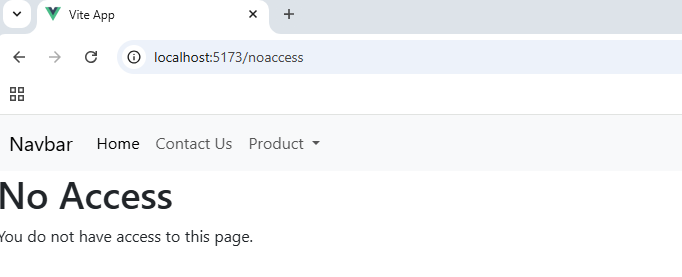 Vite App
localhost:5173/noaccess
Navbar Home Contact Us Product
No Access
You do not have access to this page.